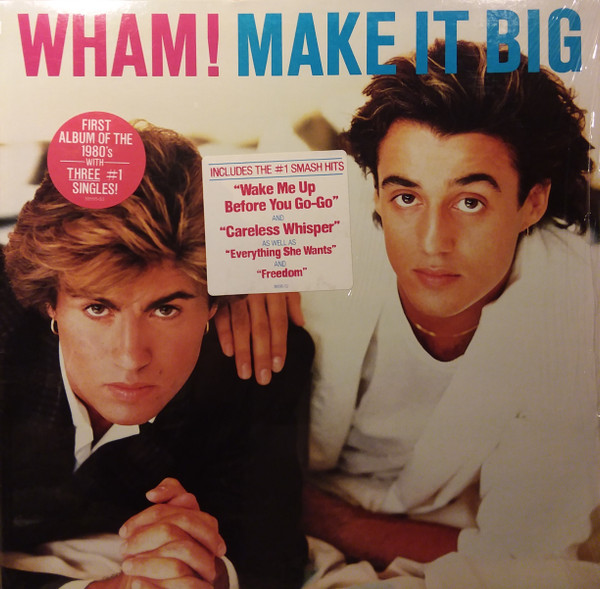 WHAM! MAKE IT BIG
FIRST
ALBUM OF THE
1980's
WITH
THREE #1
SINGLES!
INCLUDES THE #1 SMASH HITS
"Wake Me Up
Before You Go-Go"
AND
"Careless Whisper"
AS WELL AS
"Everything She Wants"
AND
"Freedom"